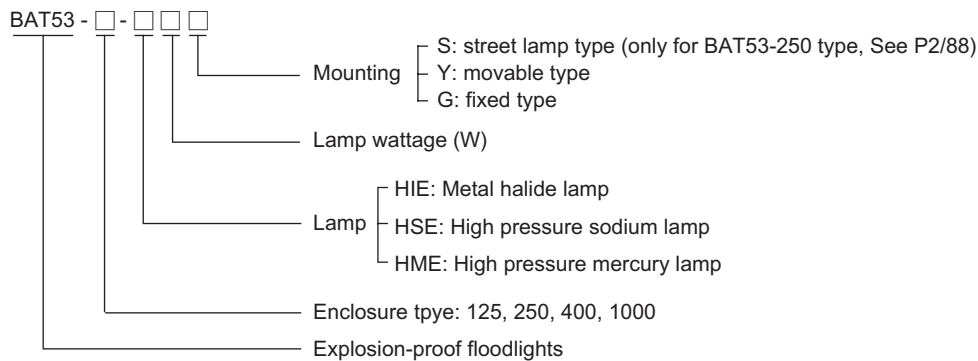 BAT53 - □ - □ □ □
S: street lamp type (only for BAT53-250 type, See P2/88)
Mounting
Y: movable type
G: fixed type
Lamp wattage (W)
HIE: Metal halide lamp
Lamp
HSE: High pressure sodium lamp
HME: High pressure mercury lamp
Enclosure tpye: 125, 250, 400, 1000
Explosion-proof floodlights